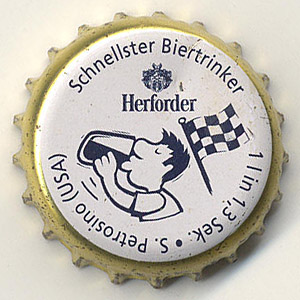 Schnellster Biertrinker
Herforder
1 l in 1,3 Sek. • S. Petrosino (USA)